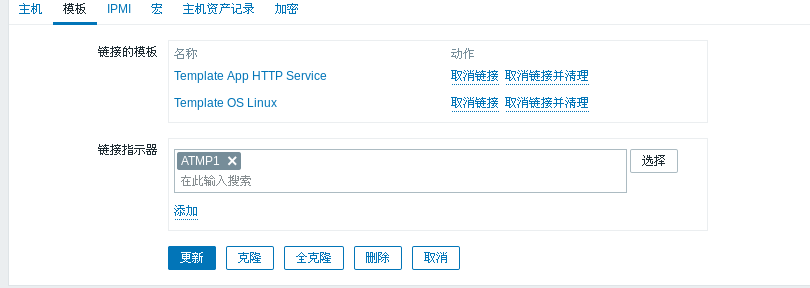 主机 模板 IPMI 宏 主机资产记录 加密
链接的模板 名称 动作
Template App HTTP Service 取消链接 取消链接并清理
Template OS Linux 取消链接 取消链接并清理
链接指示器 ATMP1 选择
在此输入搜索
添加
更新 克隆 全克隆 删除 取消